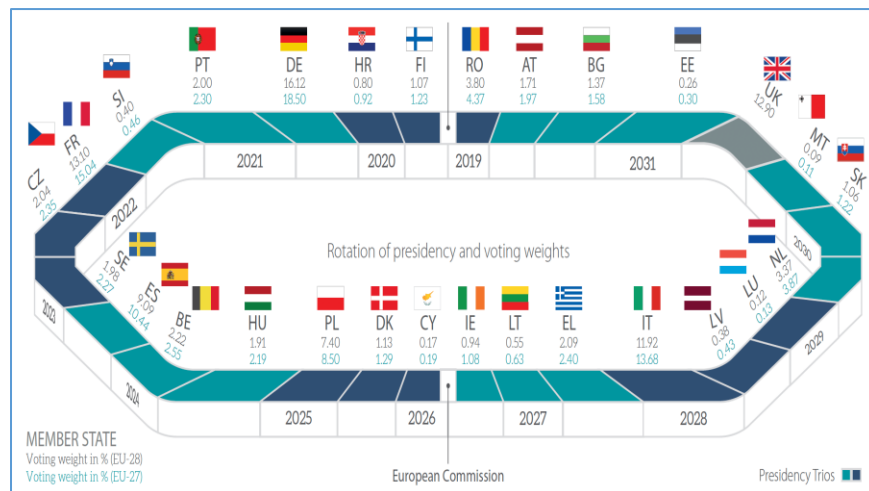 PT
2.00
2.30
DE
16.12
18.50
HR
0.80
0.92
FI
1.07
1.23
RO
3.80
4.37
AT
1.71
1.97
BG
1.37
1.58
EE
0.26
0.30
UK
12.90
MT
0.09
0.11
SK
1.06
1.22
SI
0.40
0.46
FR
13.10
15.04
CZ
2.04
2.35
2021
2020
2019
2031
2022
2030
Rotation of presidency and voting weights
SE
1.98
2.27
ES
9.09
10.44
BE
2.22
2.55
HU
1.91
2.19
PL
7.40
8.50
DK
1.13
1.29
CY
0.17
0.19
IE
0.94
1.08
LT
0.55
0.63
EL
2.09
2.40
IT
11.92
13.68
LV
0.38
0.43
LU
0.12
0.13
NL
3.37
3.87
2023
2024
2025
2026
2027
2028
2029
MEMBER STATE
Voting weight in % (EU-28)
Voting weight in % (EU-27)
European Commission
Presidency Trios